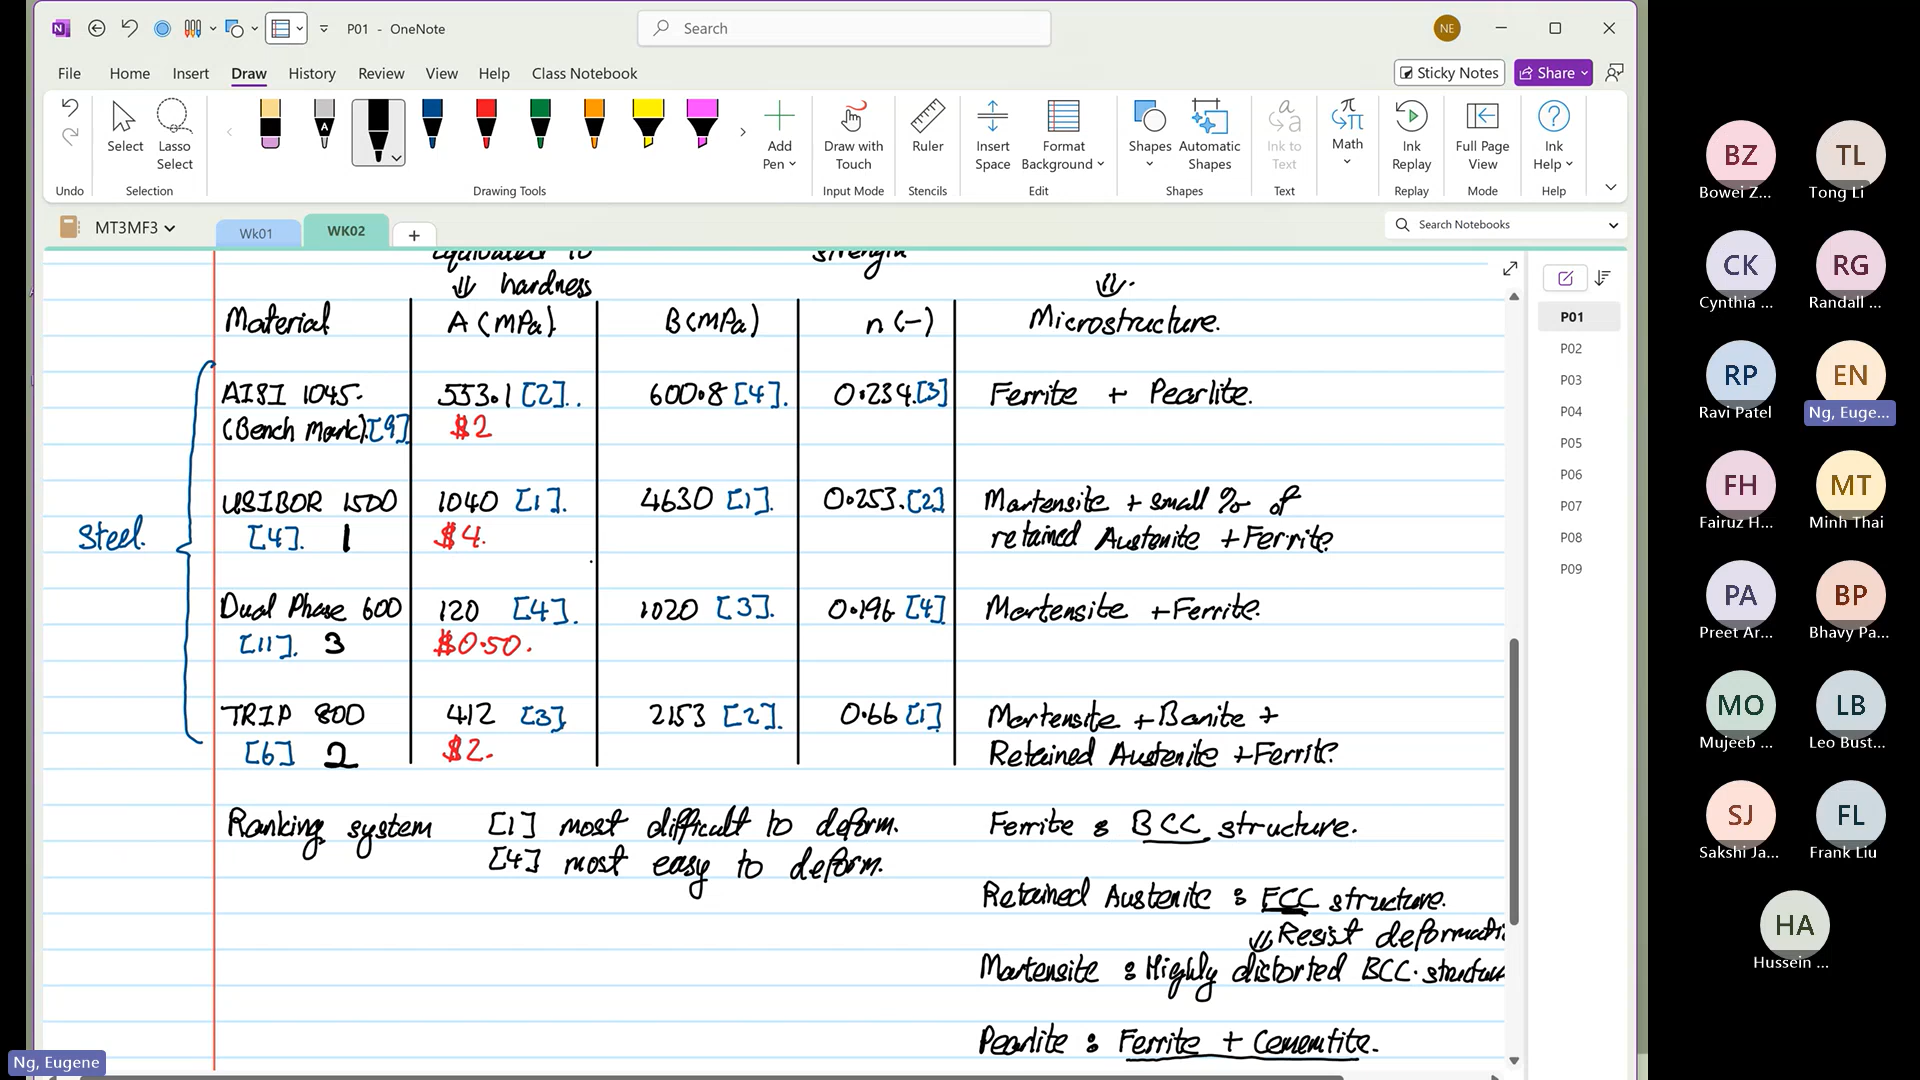 P01 - OneNote
Search
NE
File Home Insert Draw History Review View Help Class Notebook
Sticky Notes Share
Select Lasso Select
Add Pen
Draw with Touch
Ruler
Insert Space
Format Background
Shapes Automatic Shapes
Ink to Text
Math
Ink Replay
Full Page View
Ink Help
Undo Selection Drawing Tools Input Mode Stencils Edit Shapes Text Replay Mode Help
MT3MF3 Wk01 WK02 +
Search Notebooks
equivalent to strength
⇓ hardness ⇓.
Material A (MPa). B(MPa) n (-) Microstructure.
AISI 1045. 553.1 [2].. 600.8 [4]. 0.234.[3] Ferrite + Pearlite.
(Bench Mark).[9] $2
USIBOR 1500 1040 [1]. 4630 [1]. 0.253.[2] Martensite + small % of
Steel. [4]. 1 $4. retained Austenite + Ferrite.
Dual Phase 600 120 [4]. 1020 [3]. 0.196 [4] Martensite + Ferrite.
[11]. 3 $0.50.
TRIP 800 412 [3] 2153 [2]. 0.66 [1] Martensite + Banite +
[6] 2 $2. Retained Austenite + Ferrite.
Ranking system [1] most difficult to deform. Ferrite : BCC structure.
[4] most easy to deform.
Retained Austenite : FCC structure.
⇓ Resist deformati
Martensite : Highly distorted BCC. structur
Pearlite : Ferrite + Cementite.
P01
P02
P03
P04
P05
P06
P07
P08
P09
BZ TL
Bowei Z... Tong Li
CK RG
Cynthia ... Randall ...
RP EN
Ravi Patel Ng, Euge...
FH MT
Fairuz H... Minh Thai
PA BP
Preet Ar... Bhavy Pa...
MO LB
Mujeeb ... Leo Bust...
SJ FL
Sakshi Ja... Frank Liu
HA
Hussein ...
Ng, Eugene